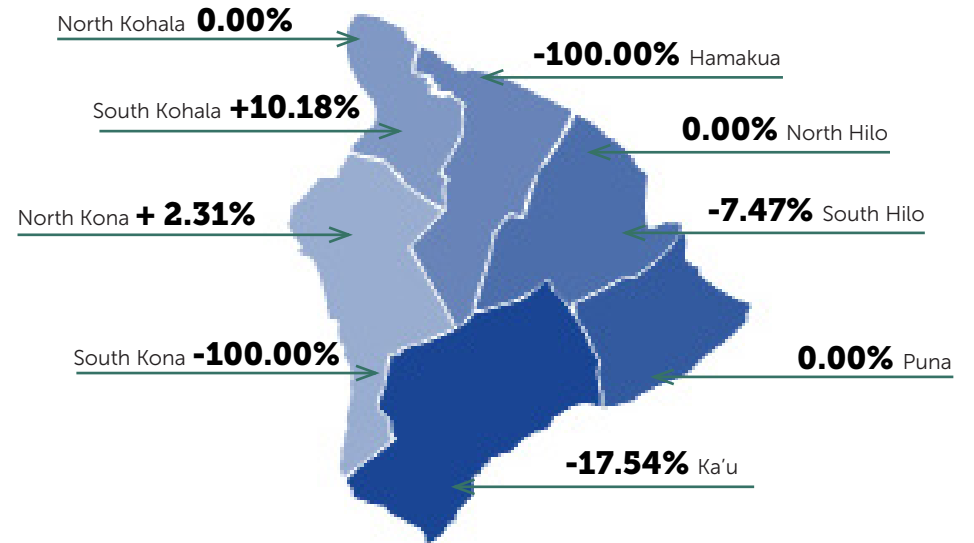 North Kohala 0.00%
-100.00% Hamakua
South Kohala +10.18%
0.00% North Hilo
North Kona + 2.31%
-7.47% South Hilo
South Kona -100.00%
0.00% Puna
-17.54% Ka'u